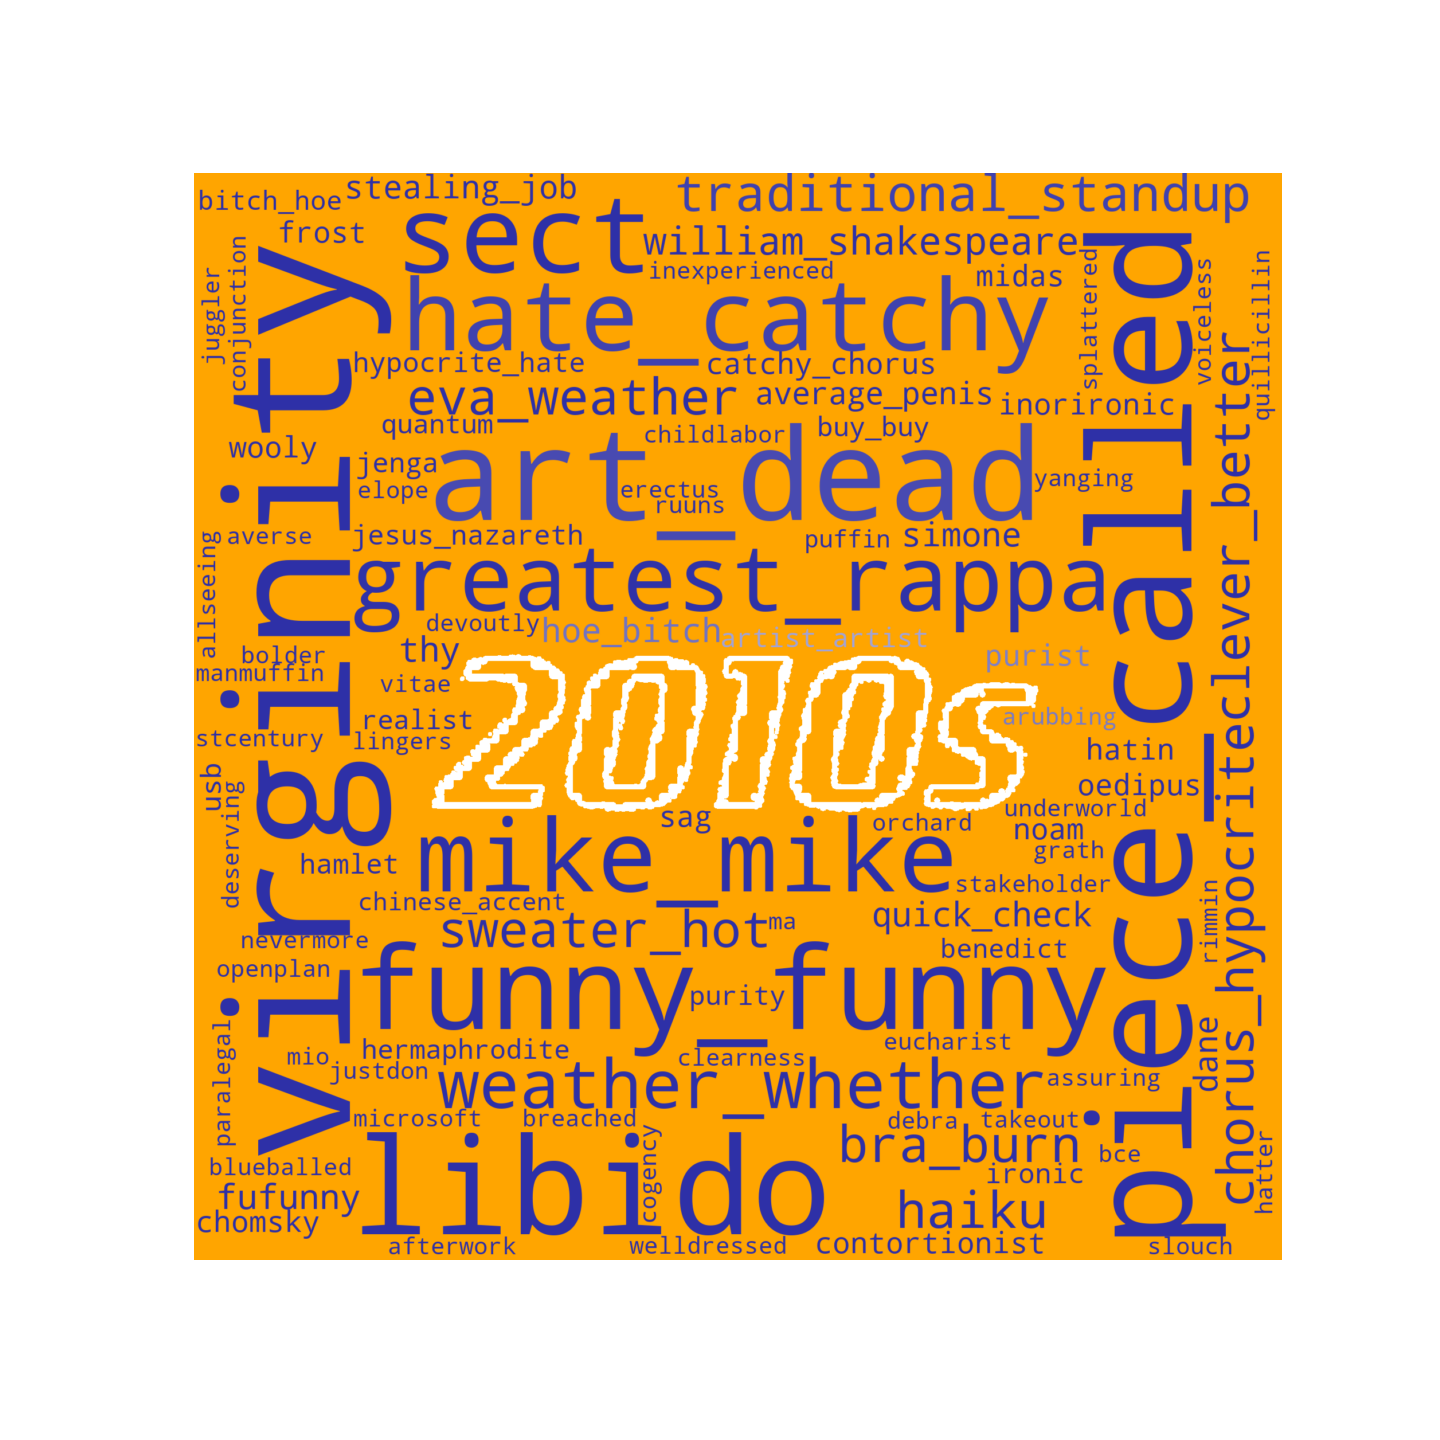 stealing_job
traditional_standup
bitch_hoe
sect
frost
william_shakespeare
inexperienced
midas
juggler
conjunction
virginity
hate_catchy
splattered
piece_called
voiceless
quillicillin
hypocrite_hate
catchy_chorus
chorus_hypocriteclever_better
eva_weather
average_penis
inorironic
quantum
childlabor
buy_buy
wooly
art_dead
jenga
yanging
elope
erectus
ruuns
averse
jesus_nazareth
puffin
simone
allseeing
greatest_rappa
devoutly
hoe_bitch
artist_artist
bolder
thy
purist
manmuffin
vitae
2010s
realist
arubbing
stcentury
lingers
hatin
usb
oedipus
deserving
sag
orchard
underworld
noam
mike_mike
grath
hamlet
stakeholder
chinese_accent
sweater_hot
ma
quick_check
rimmin
nevermore
benedict
openplan
funny_funny
purity
paralegal
mio
hermaphrodite
clearness
eucharist
dane
justdon
weather_whether
assuring
microsoft
breached
debra
takeout
libido
cogency
bra_burn
bce
blueballed
ironic
hatter
fufunny
haiku
chomsky
afterwork
welldressed
contortionist
slouch